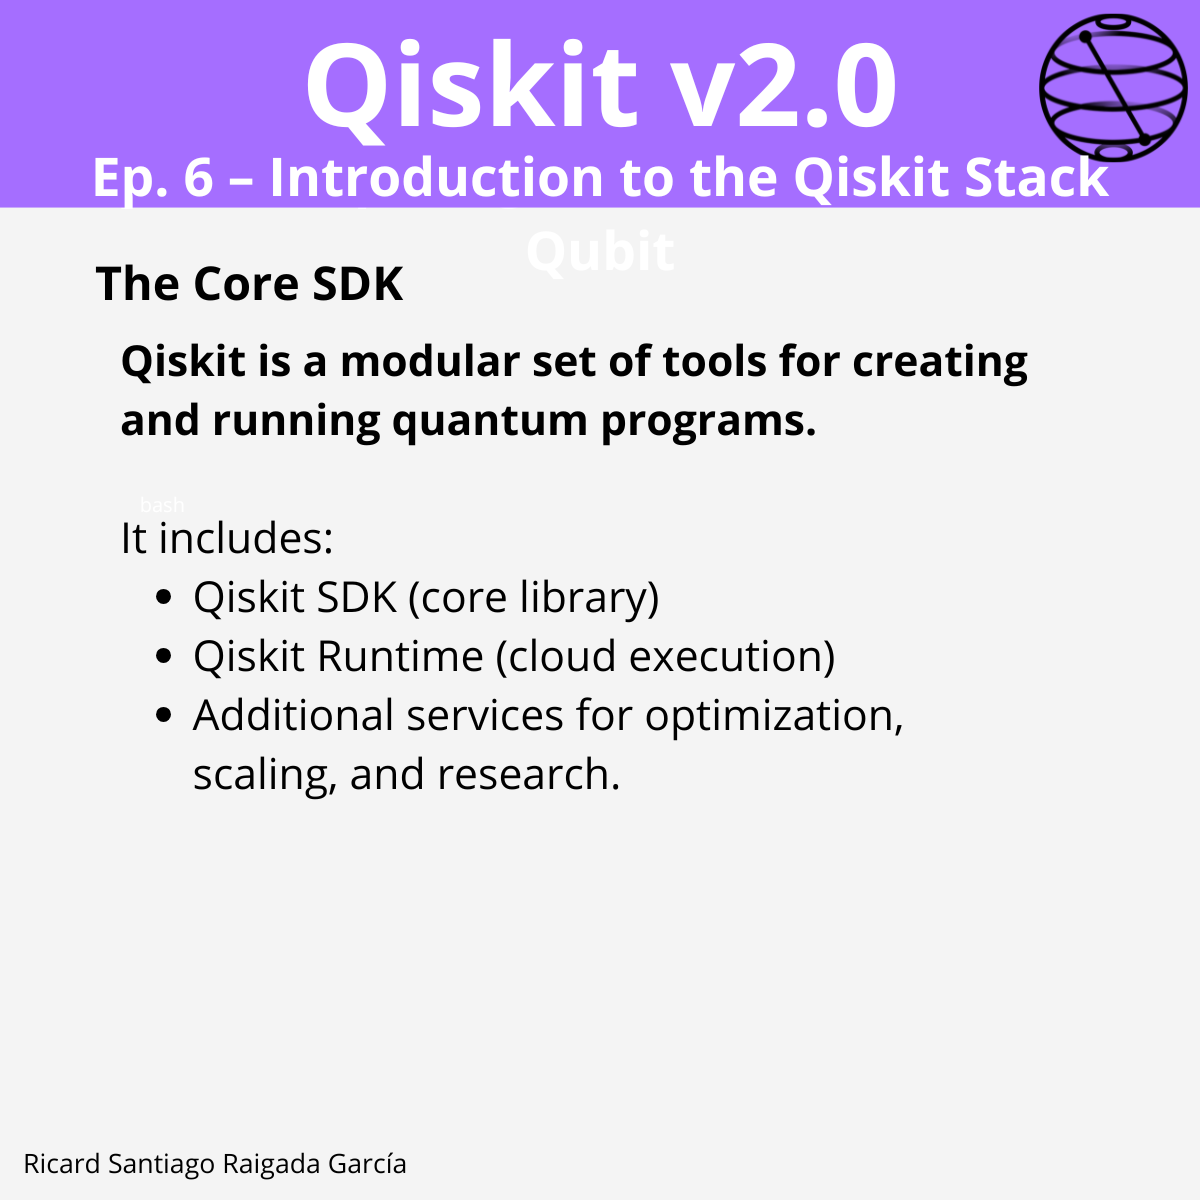 Qiskit v2.0
Ep. 6 – Introduction to the Qiskit Stack
Qubit
The Core SDK
Qiskit is a modular set of tools for creating
and running quantum programs.
bash
It includes:
• Qiskit SDK (core library)
• Qiskit Runtime (cloud execution)
• Additional services for optimization,
scaling, and research.
Ricard Santiago Raigada García